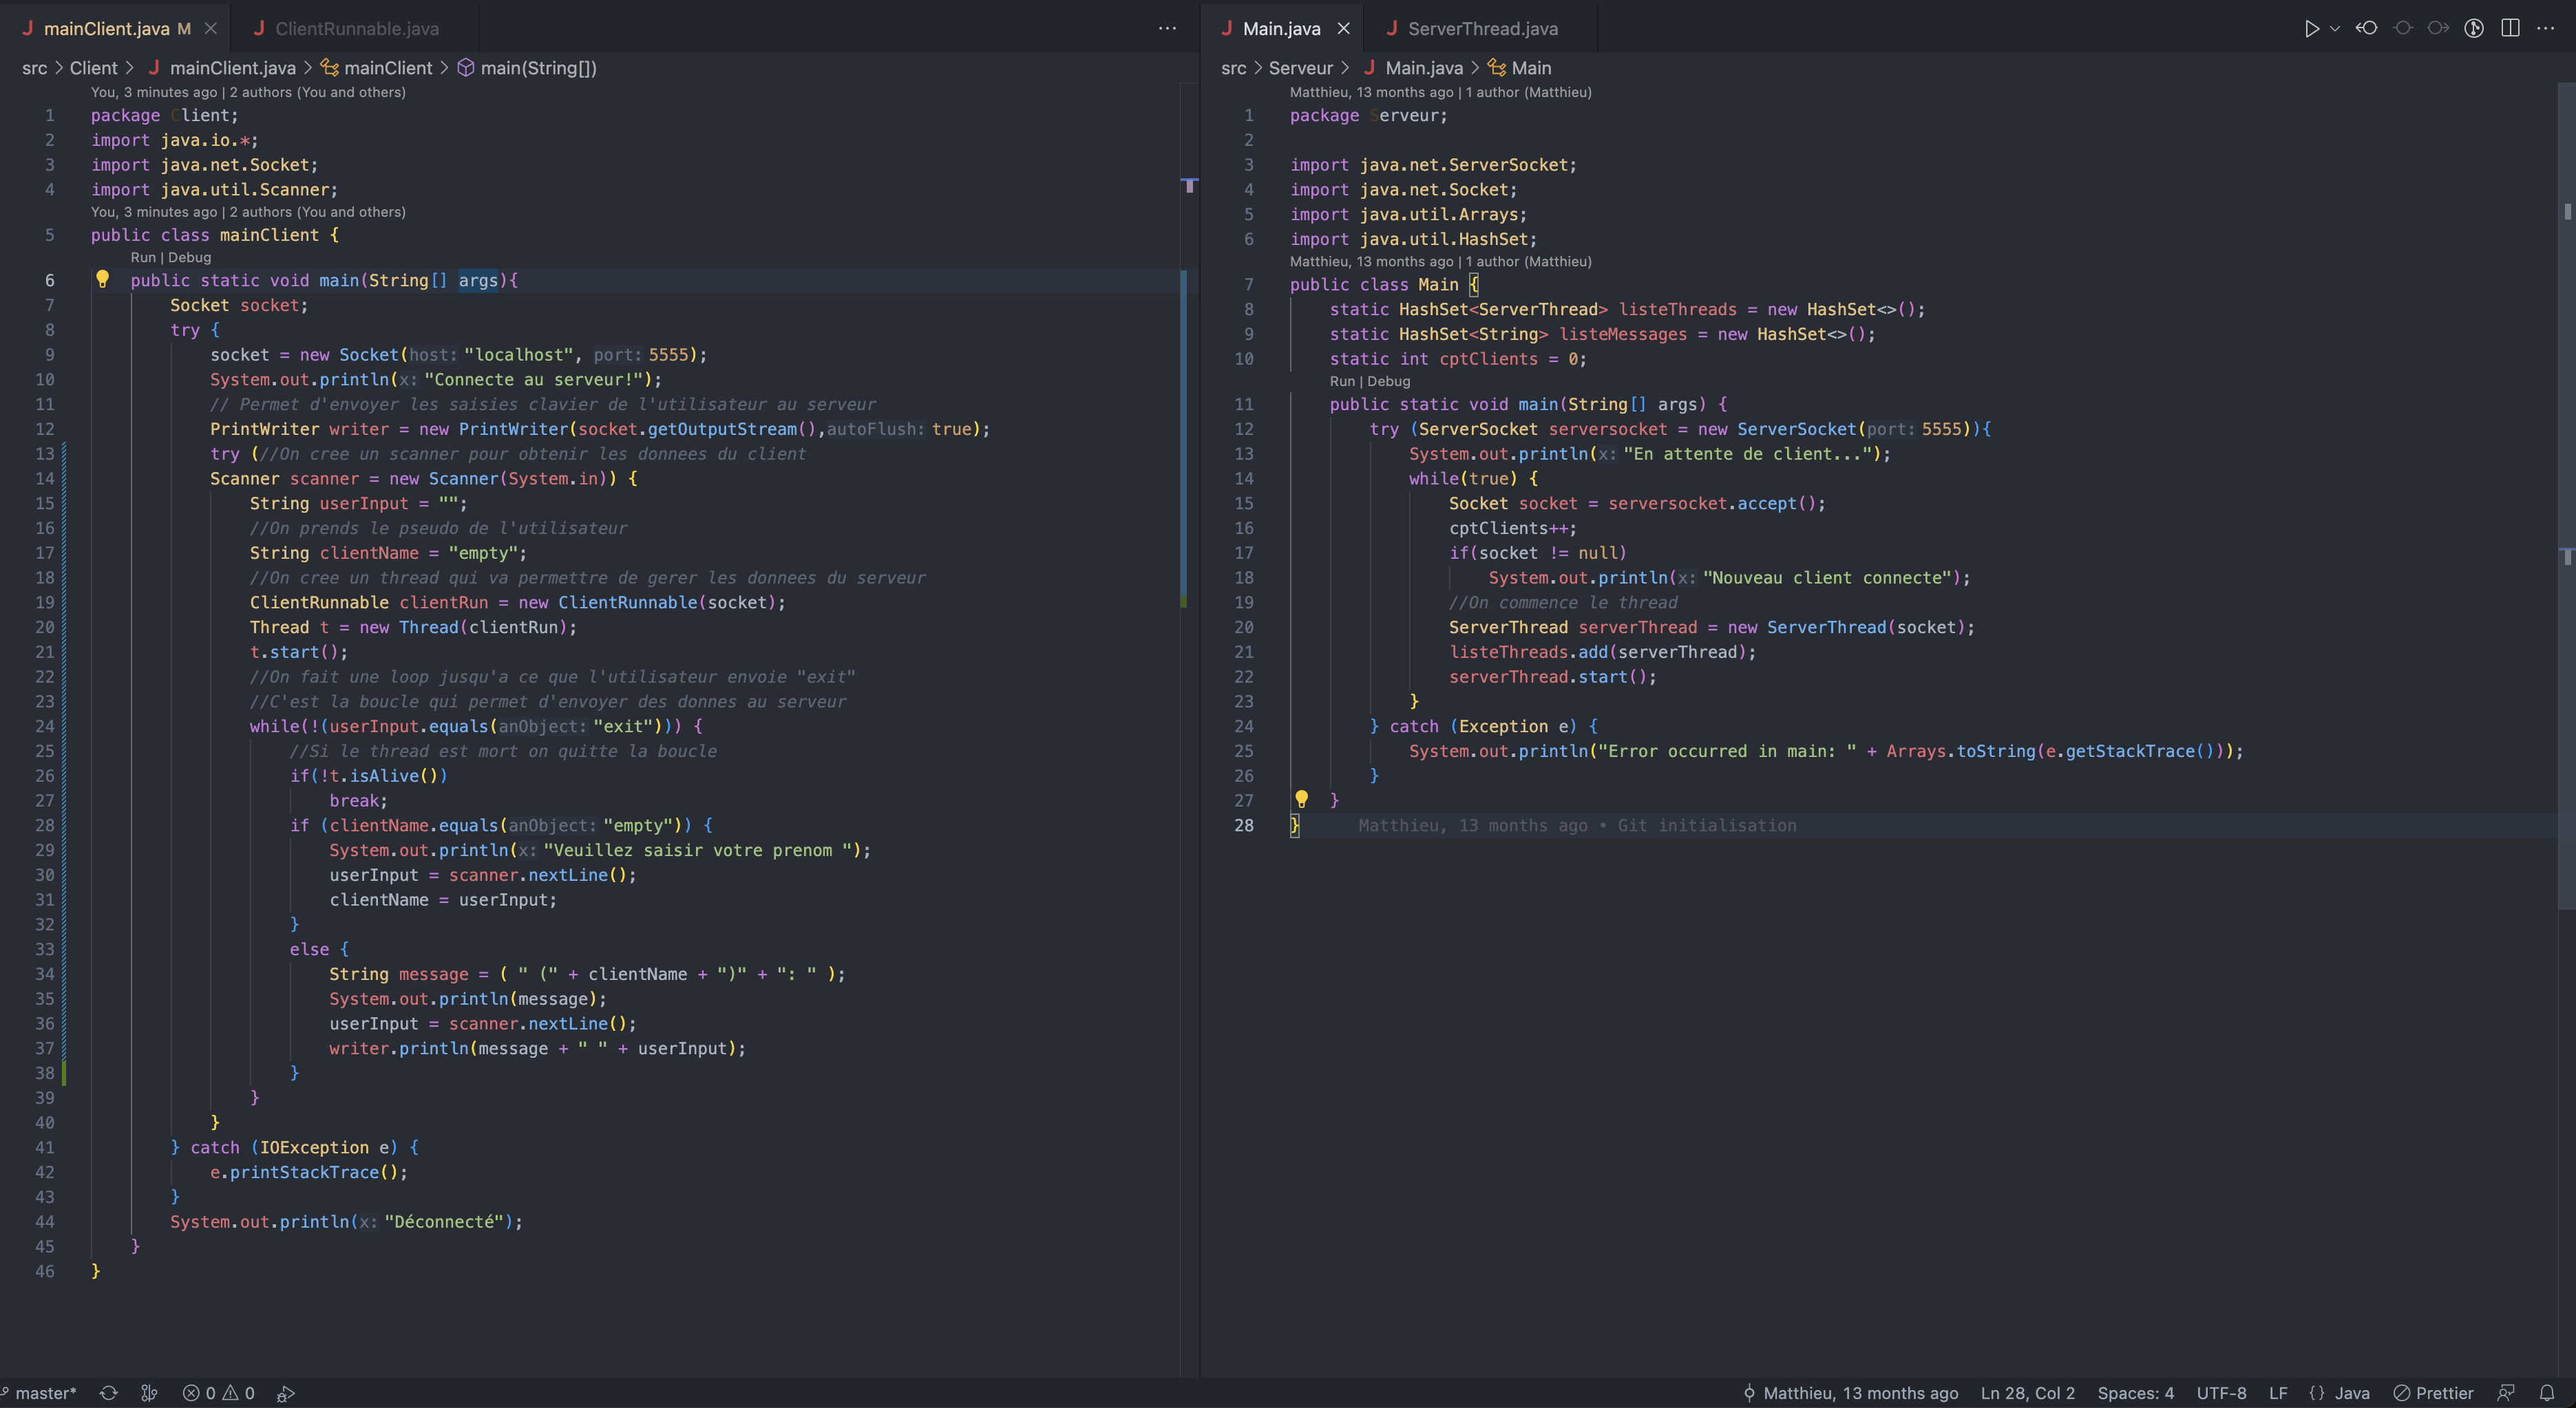 mainClient.java M
ClientRunnable.java
src > Client > mainClient.java > mainClient > main(String[])
You, 3 minutes ago | 2 authors (You and others)
1 package Client;
2 import java.io.*;
3 import java.net.Socket;
4 import java.util.Scanner;
You, 3 minutes ago | 2 authors (You and others)
5 public class mainClient {
Run | Debug
6 public static void main(String[] args){
7 Socket socket;
8 try {
9 socket = new Socket(host: "localhost", port: 5555);
10 System.out.println(x: "Connecte au serveur!");
11 // Permet d'envoyer les saisies clavier de l'utilisateur au serveur
12 PrintWriter writer = new PrintWriter(socket.getOutputStream(),autoFlush: true);
13 try (//On cree un scanner pour obtenir les donnees du client
14 Scanner scanner = new Scanner(System.in)) {
15 String userInput = "";
16 //On prends le pseudo de l'utilisateur
17 String clientName = "empty";
18 //On cree un thread qui va permettre de gerer les donnees du serveur
19 ClientRunnable clientRun = new ClientRunnable(socket);
20 Thread t = new Thread(clientRun);
21 t.start();
22 //On fait une loop jusqu'a ce que l'utilisateur envoie "exit"
23 //C'est la boucle qui permet d'envoyer des donnes au serveur
24 while(!(userInput.equals(anObject: "exit"))) {
25 //Si le thread est mort on quitte la boucle
26 if(!t.isAlive())
27 break;
28 if (clientName.equals(anObject: "empty")) {
29 System.out.println(x: "Veuillez saisir votre prenom ");
30 userInput = scanner.nextLine();
31 clientName = userInput;
32 }
33 else {
34 String message = ( " (" + clientName + ")" + ": " );
35 System.out.println(message);
36 userInput = scanner.nextLine();
37 writer.println(message + " " + userInput);
38 }
39 }
40 }
41 } catch (IOException e) {
42 e.printStackTrace();
43 }
44 System.out.println(x: "Déconnecté");
45 }
46 }
Main.java
ServerThread.java
src > Serveur > Main.java > Main
Matthieu, 13 months ago | 1 author (Matthieu)
1 package Serveur;
2
3 import java.net.ServerSocket;
4 import java.net.Socket;
5 import java.util.Arrays;
6 import java.util.HashSet;
Matthieu, 13 months ago | 1 author (Matthieu)
7 public class Main {
8 static HashSet<ServerThread> listeThreads = new HashSet<>();
9 static HashSet<String> listeMessages = new HashSet<>();
10 static int cptClients = 0;
Run | Debug
11 public static void main(String[] args) {
12 try (ServerSocket serversocket = new ServerSocket(port: 5555)){
13 System.out.println(x: "En attente de client...");
14 while(true) {
15 Socket socket = serversocket.accept();
16 cptClients++;
17 if(socket != null)
18 System.out.println(x: "Nouveau client connecte");
19 //On commence le thread
20 ServerThread serverThread = new ServerThread(socket);
21 listeThreads.add(serverThread);
22 serverThread.start();
23 }
24 } catch (Exception e) {
25 System.out.println("Error occurred in main: " + Arrays.toString(e.getStackTrace()));
26 }
27 }
28 } Matthieu, 13 months ago • Git initialisation
master* 0 0
Matthieu, 13 months ago Ln 28, Col 2 Spaces: 4 UTF-8 LF {} Java Prettier